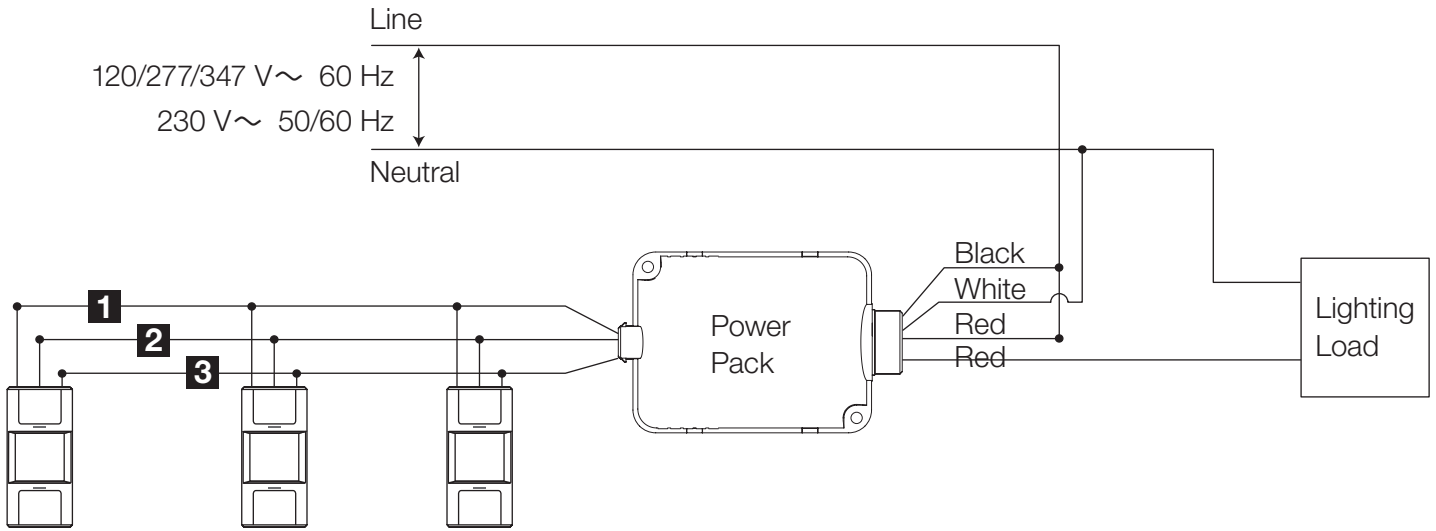 Line
120/277/347 V~ 60 Hz
230 V~ 50/60 Hz
Neutral
Black
White
Red
Red
1
2
3
Power
Pack
Lighting
Load